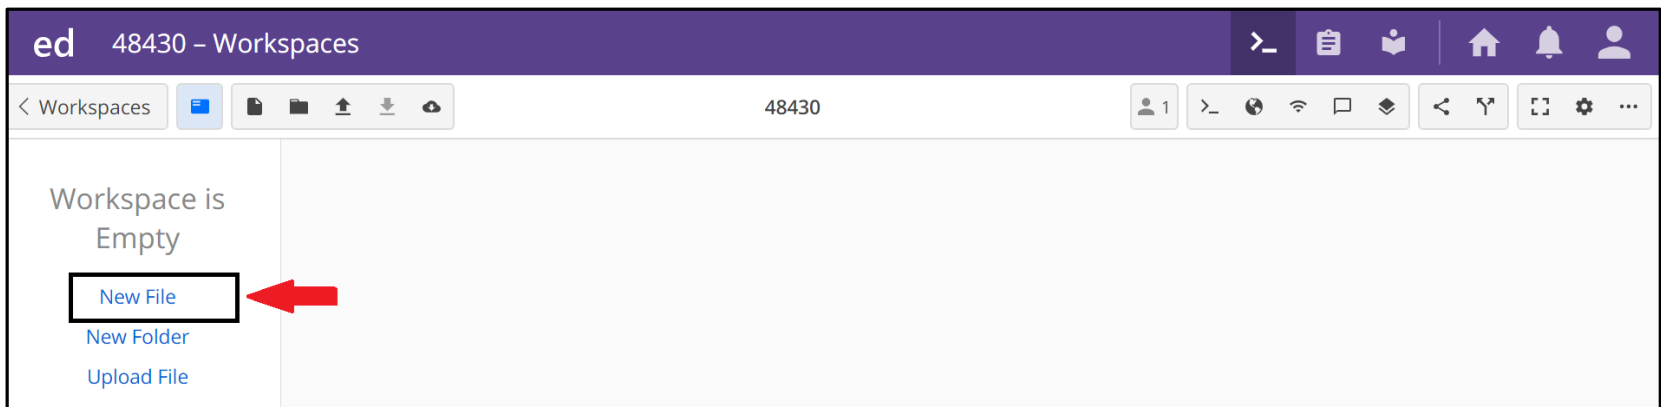 ed 48430 – Workspaces
Workspaces 48430 1
Workspace is
Empty
New File
New Folder
Upload File